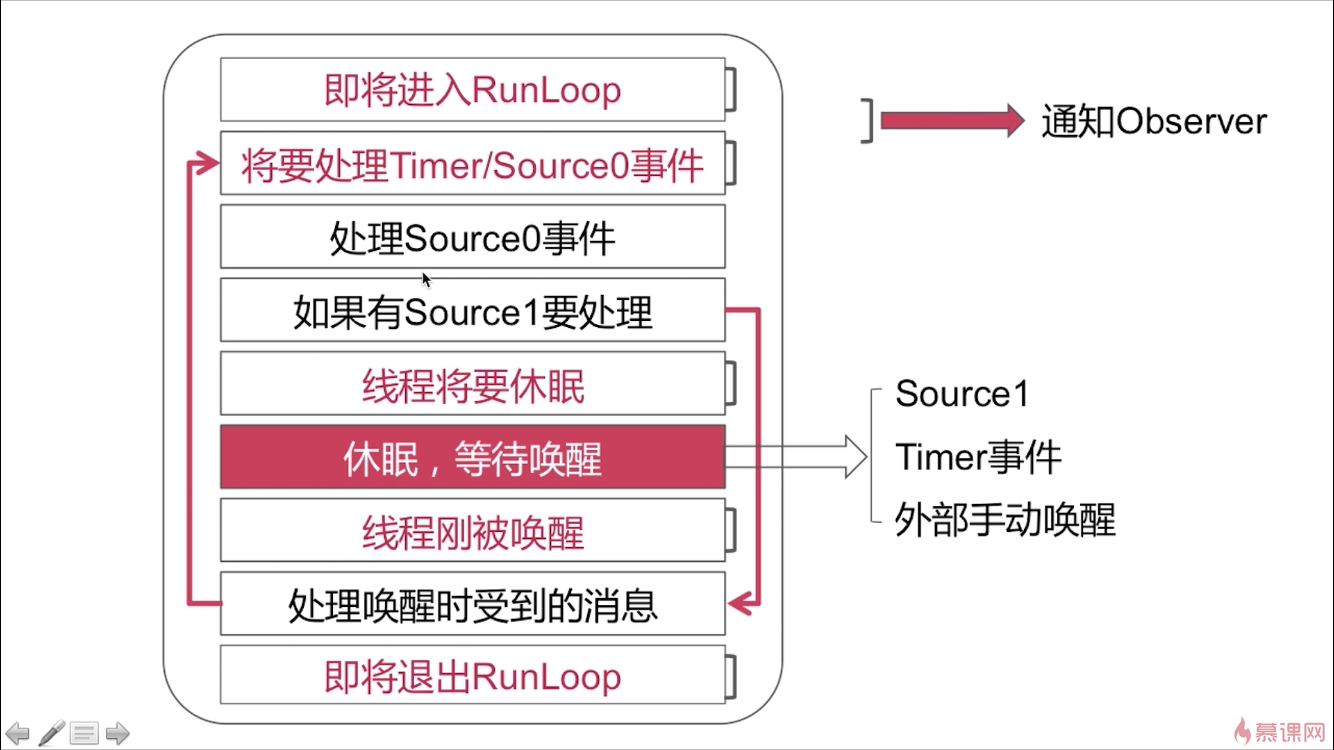 即将进入RunLoop
将要处理Timer/Source0事件
处理Source0事件
如果有Source1要处理
线程将要休眠
休眠，等待唤醒
线程刚被唤醒
处理唤醒时受到的消息
即将退出RunLoop
通知Observer
Source1
Timer事件
外部手动唤醒
慕课网